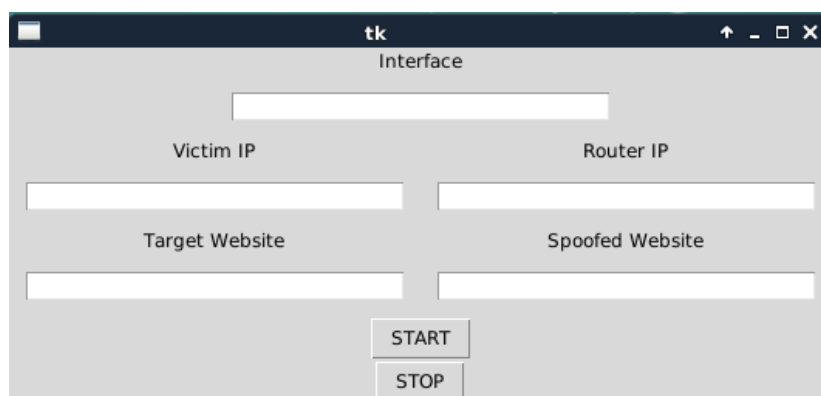 tk
Interface
Victim IP Router IP
Target Website Spoofed Website
START
STOP